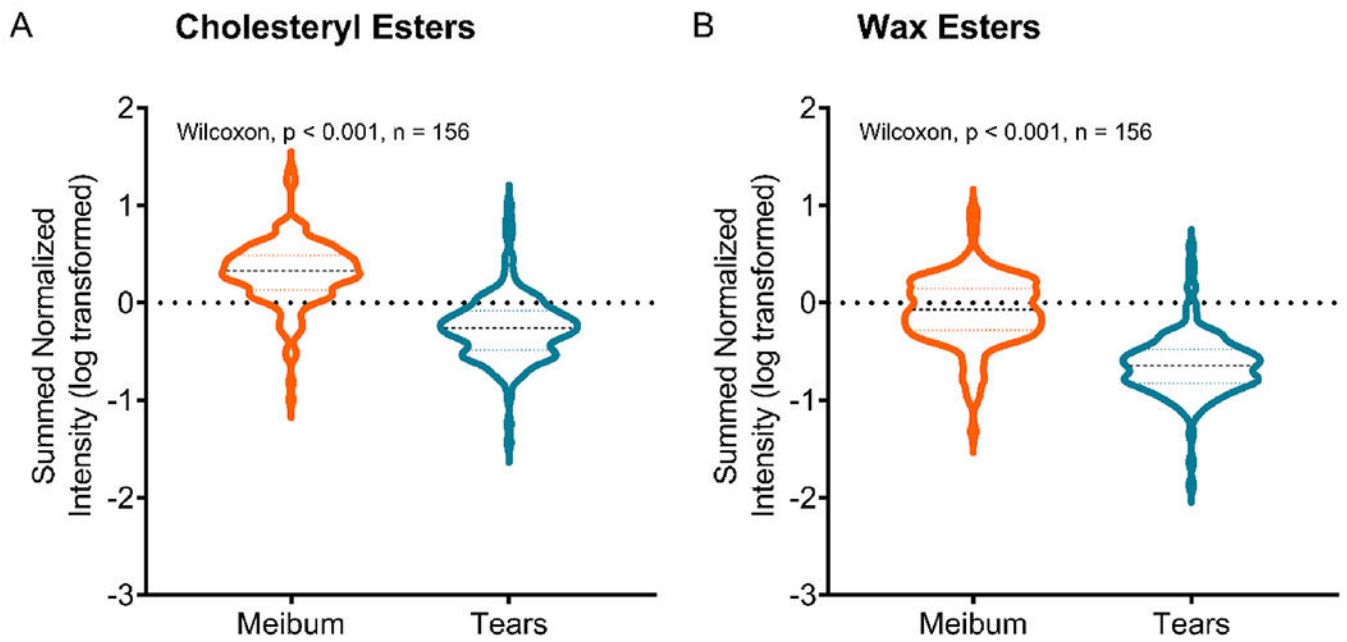 A
Cholesteryl Esters
Summed Normalized
Intensity (log transformed)
2
1
0
-1
-2
-3
Wilcoxon, p < 0.001, n = 156
Meibum
Tears
B
Wax Esters
Summed Normalized
Intensity (log transformed)
2
1
0
-1
-2
-3
Wilcoxon, p < 0.001, n = 156
Meibum
Tears